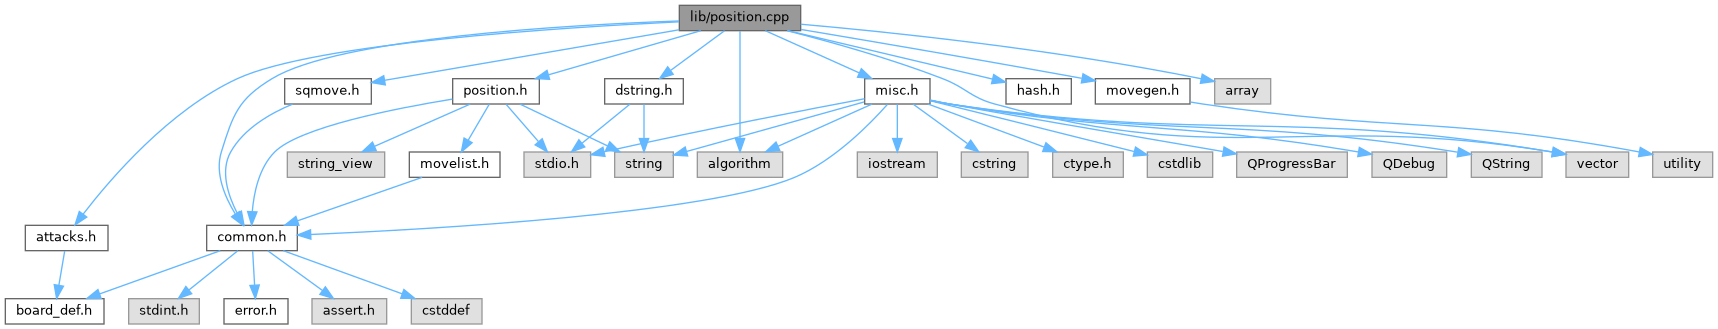 lib/position.cpp
sqmove.h
position.h
dstring.h
misc.h
hash.h
movegen.h
array
string_view
movelist.h
stdio.h
string
algorithm
iostream
cstring
ctype.h
cstdlib
QProgressBar
QDebug
QString
vector
utility
attacks.h
common.h
board_def.h
stdint.h
error.h
assert.h
cstddef